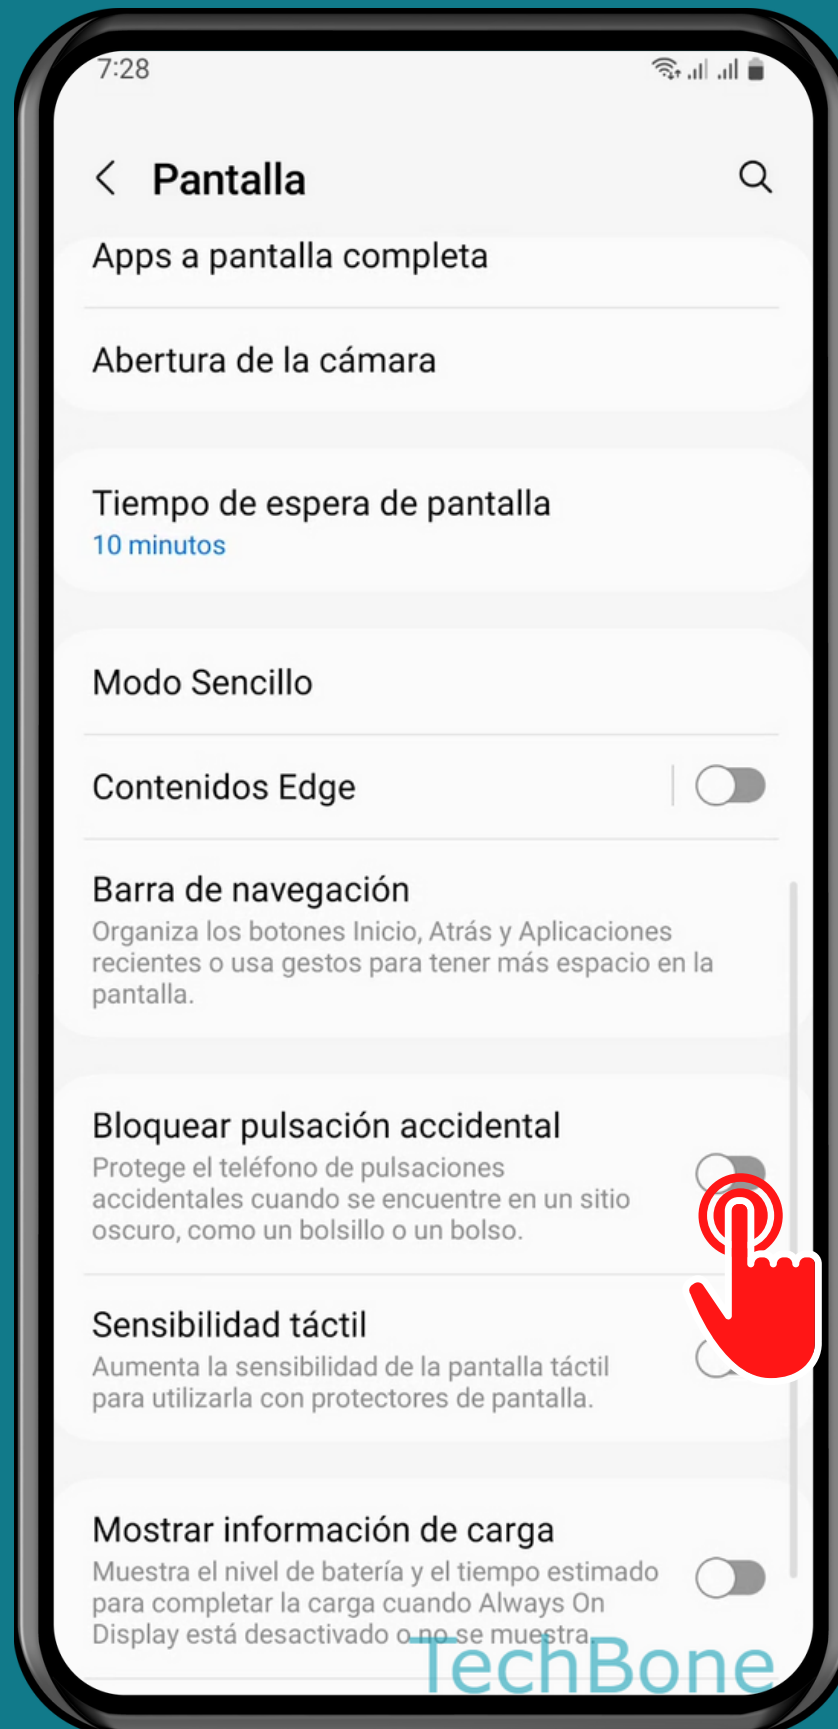 7:28
Pantalla
Apps a pantalla completa
Abertura de la cámara
Tiempo de espera de pantalla
10 minutos
Modo Sencillo
Contenidos Edge
Barra de navegación
Organiza los botones Inicio, Atrás y Aplicaciones
recientes o usa gestos para tener más espacio en la
pantalla.
Bloquear pulsación accidental
Protege el teléfono de pulsaciones
accidentales cuando se encuentre en un sitio
oscuro, como un bolsillo o un bolso.
Sensibilidad táctil
Aumenta la sensibilidad de la pantalla táctil
para utilizarla con protectores de pantalla.
Mostrar información de carga
Muestra el nivel de batería y el tiempo estimado
para completar la carga cuando Always On
Display está desactivado o no se muestra.
TechBone